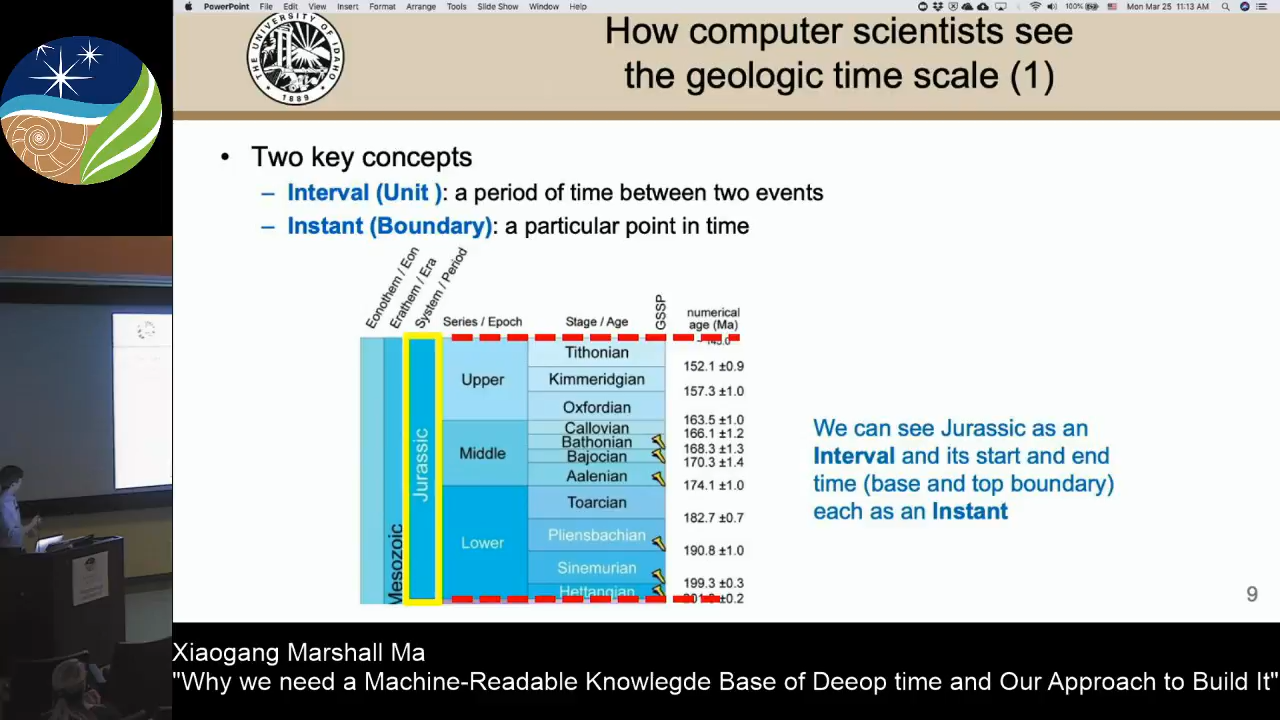 PowerPoint File Edit View Insert Format Arrange Tools Slide Show Window Help
100% Mon Mar 25 11:13 AM
THE UNIVERSITY OF IDAHO
1889
How computer scientists see
the geologic time scale (1)
• Two key concepts
– Interval (Unit ): a period of time between two events
– Instant (Boundary): a particular point in time
Eonothem / Eon
Erathem / Era
System / Period
Series / Epoch
Stage / Age
GSSP
numerical
age (Ma)
Mesozoic
Jurassic
Upper
Middle
Lower
Tithonian
Kimmeridgian
Oxfordian
Callovian
Bathonian
Bajocian
Aalenian
Toarcian
Pliensbachian
Sinemurian
Hettangian
152.1 ±0.9
157.3 ±1.0
163.5 ±1.0
166.1 ±1.2
168.3 ±1.3
170.3 ±1.4
174.1 ±1.0
182.7 ±0.7
190.8 ±1.0
199.3 ±0.3
±0.2
We can see Jurassic as an
Interval and its start and end
time (base and top boundary)
each as an Instant
9
Xiaogang Marshall Ma
"Why we need a Machine-Readable Knowlegde Base of Deeop time and Our Approach to Build It"